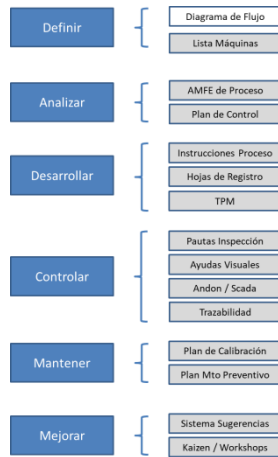 Definir
Diagrama de Flujo
Lista Máquinas
Analizar
AMFE de Proceso
Plan de Control
Desarrollar
Instrucciones Proceso
Hojas de Registro
TPM
Controlar
Pautas Inspección
Ayudas Visuales
Andon / Scada
Trazabilidad
Mantener
Plan de Calibración
Plan Mto Preventivo
Mejorar
Sistema Sugerencias
Kaizen / Workshops